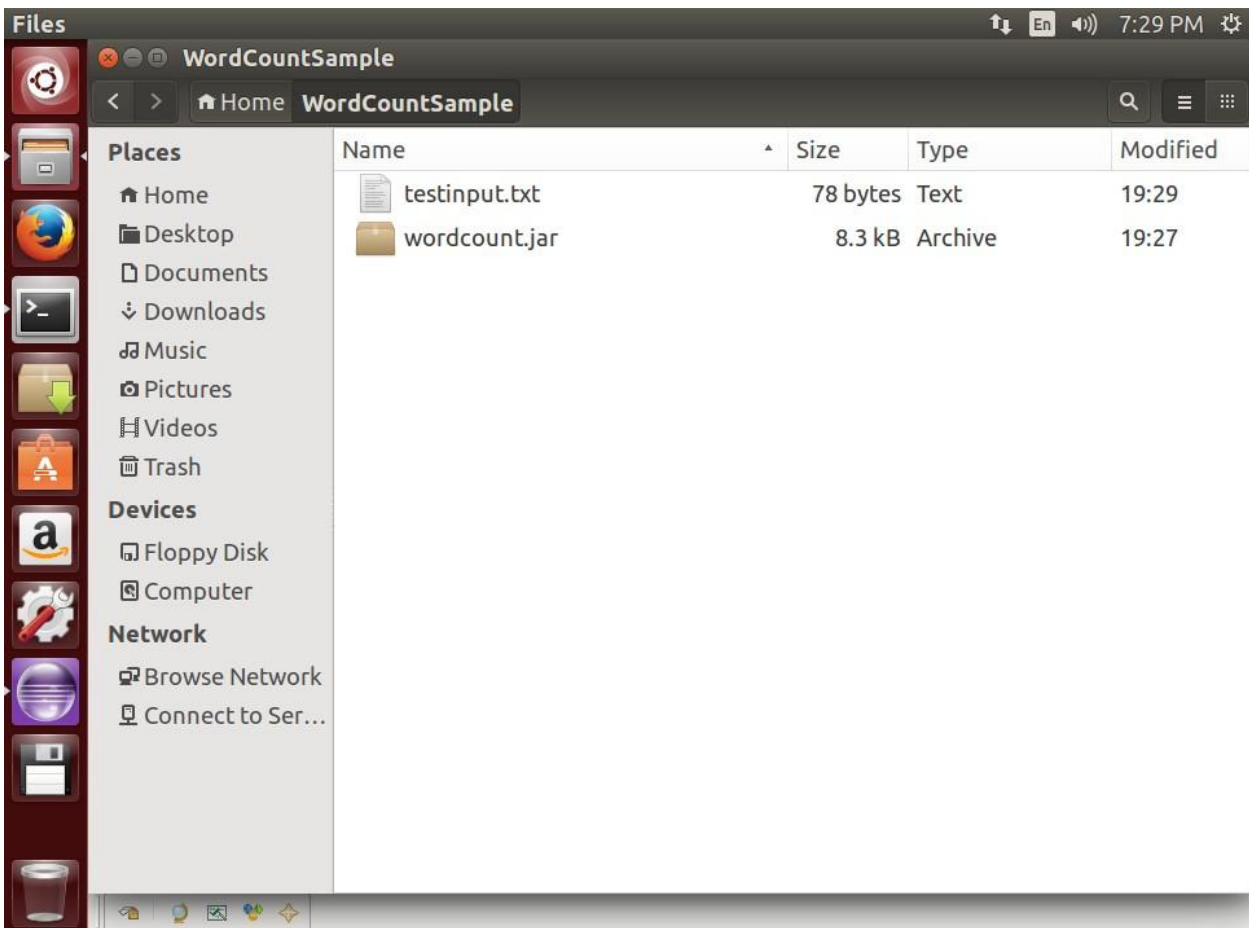 Files En 7:29 PM
WordCountSample
Home WordCountSample
Places
Home
Desktop
Documents
Downloads
Music
Pictures
Videos
Trash
Devices
Floppy Disk
Computer
Network
Browse Network
Connect to Ser...
Name Size Type Modified
testinput.txt 78 bytes Text 19:29
wordcount.jar 8.3 kB Archive 19:27